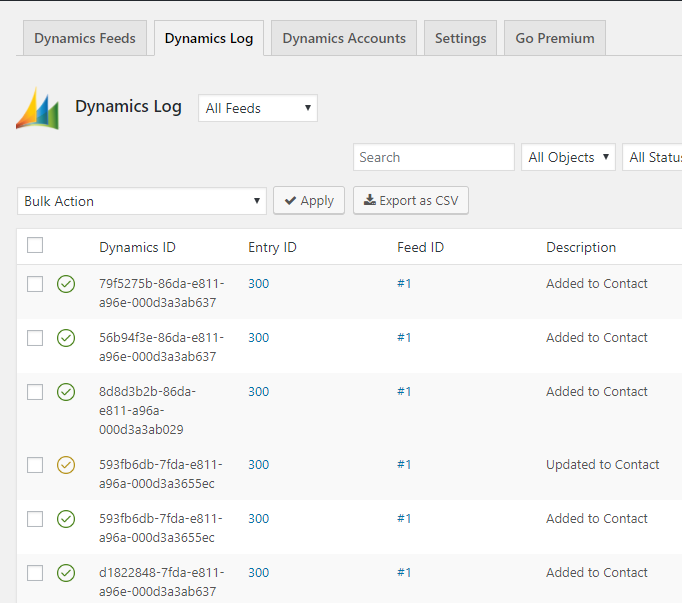 Dynamics Feeds Dynamics Log Dynamics Accounts Settings Go Premium
Dynamics Log All Feeds
Search All Objects All Statu
Bulk Action Apply Export as CSV
Dynamics ID Entry ID Feed ID Description
79f5275b-86da-e811- 300 #1 Added to Contact
a96e-000d3a3ab637
56b94f3e-86da-e811- 300 #1 Added to Contact
a96e-000d3a3ab637
8d8d3b2b-86da- 300 #1 Added to Contact
e811-a96a-
000d3a3ab029
593fb6db-7fda-e811- 300 #1 Updated to Contact
a96a-000d3a3655ec
593fb6db-7fda-e811- 300 #1 Added to Contact
a96a-000d3a3655ec
d1822848-7fda-e811- 300 #1 Added to Contact
a96e-000d3a3ab637